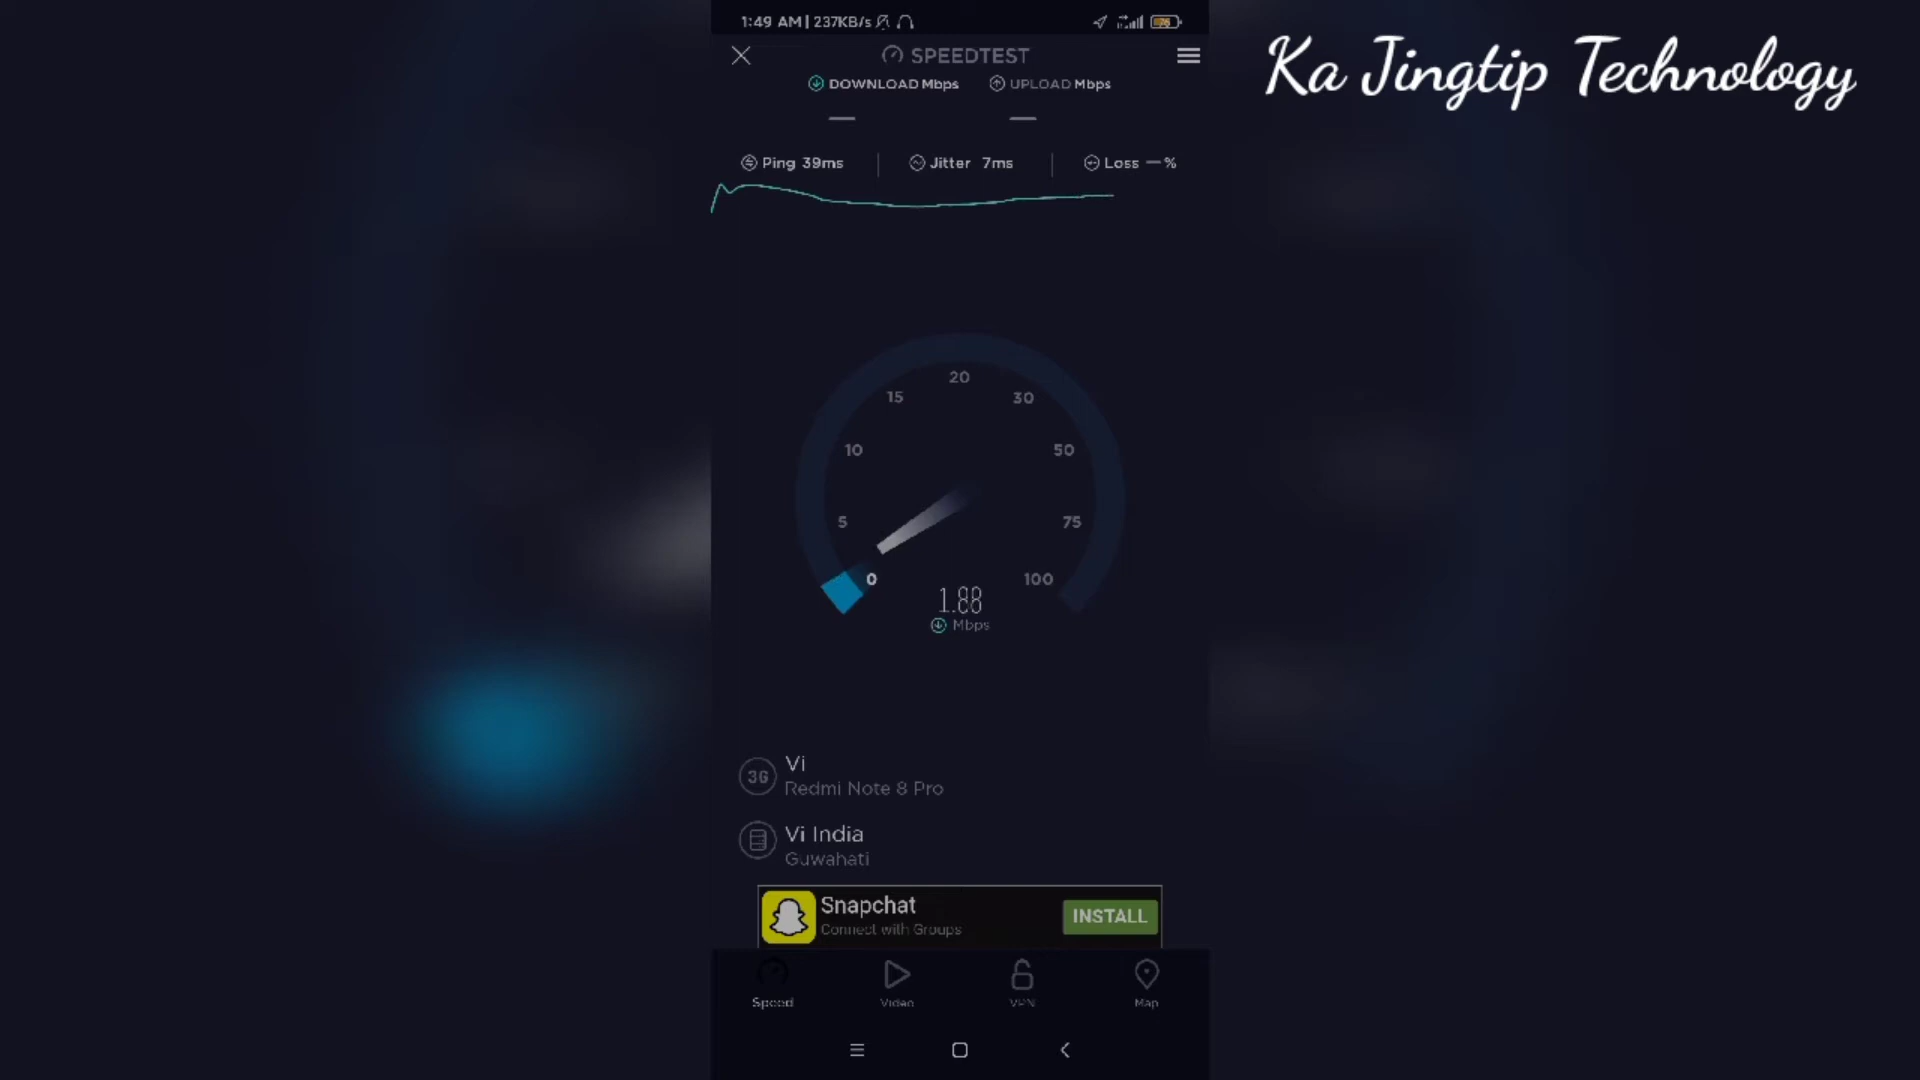 1:49 AM | 237KB/s
76
Ka Jingtip Technology
SPEEDTEST
DOWNLOAD Mbps UPLOAD Mbps
— —
Ping 39ms Jitter 7ms Loss — %
20
15 30
10 50
5 75
0 100
1.88
Mbps
3G Vi
Redmi Note 8 Pro
Vi India
Guwahati
Snapchat
Connect with Groups
INSTALL
Speed Video VPN Map